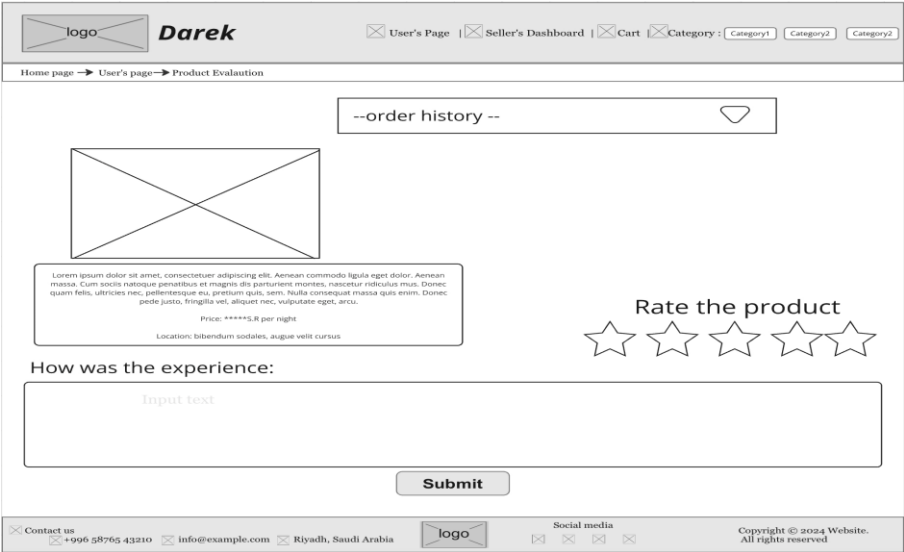 logo Darek
User's Page | Seller's Dashboard | Cart | Category : Category1 Category2 Category2
Home page User's page Product Evalaution
--order history --
Lorem ipsum dolor sit amet, consectetuer adipiscing elit. Aenean commodo ligula eget dolor. Aenean
massa. Cum sociis natoque penatibus et magnis dis parturient montes, nascetur ridiculus mus. Donec
quam felis, ultricies nec, pellentesque eu, pretium quis, sem. Nulla consequat massa quis enim. Donec
pede justo, fringilla vel, aliquet nec, vulputate eget, arcu.
Price: *****S.R per night
Location: bibendum sodales, augue velit cursus
Rate the product
How was the experience:
Input text
Submit
Contact us
+996 58765 43210 info@example.com Riyadh, Saudi Arabia
logo
Social media
Copyright © 2024 Website.
All rights reserved